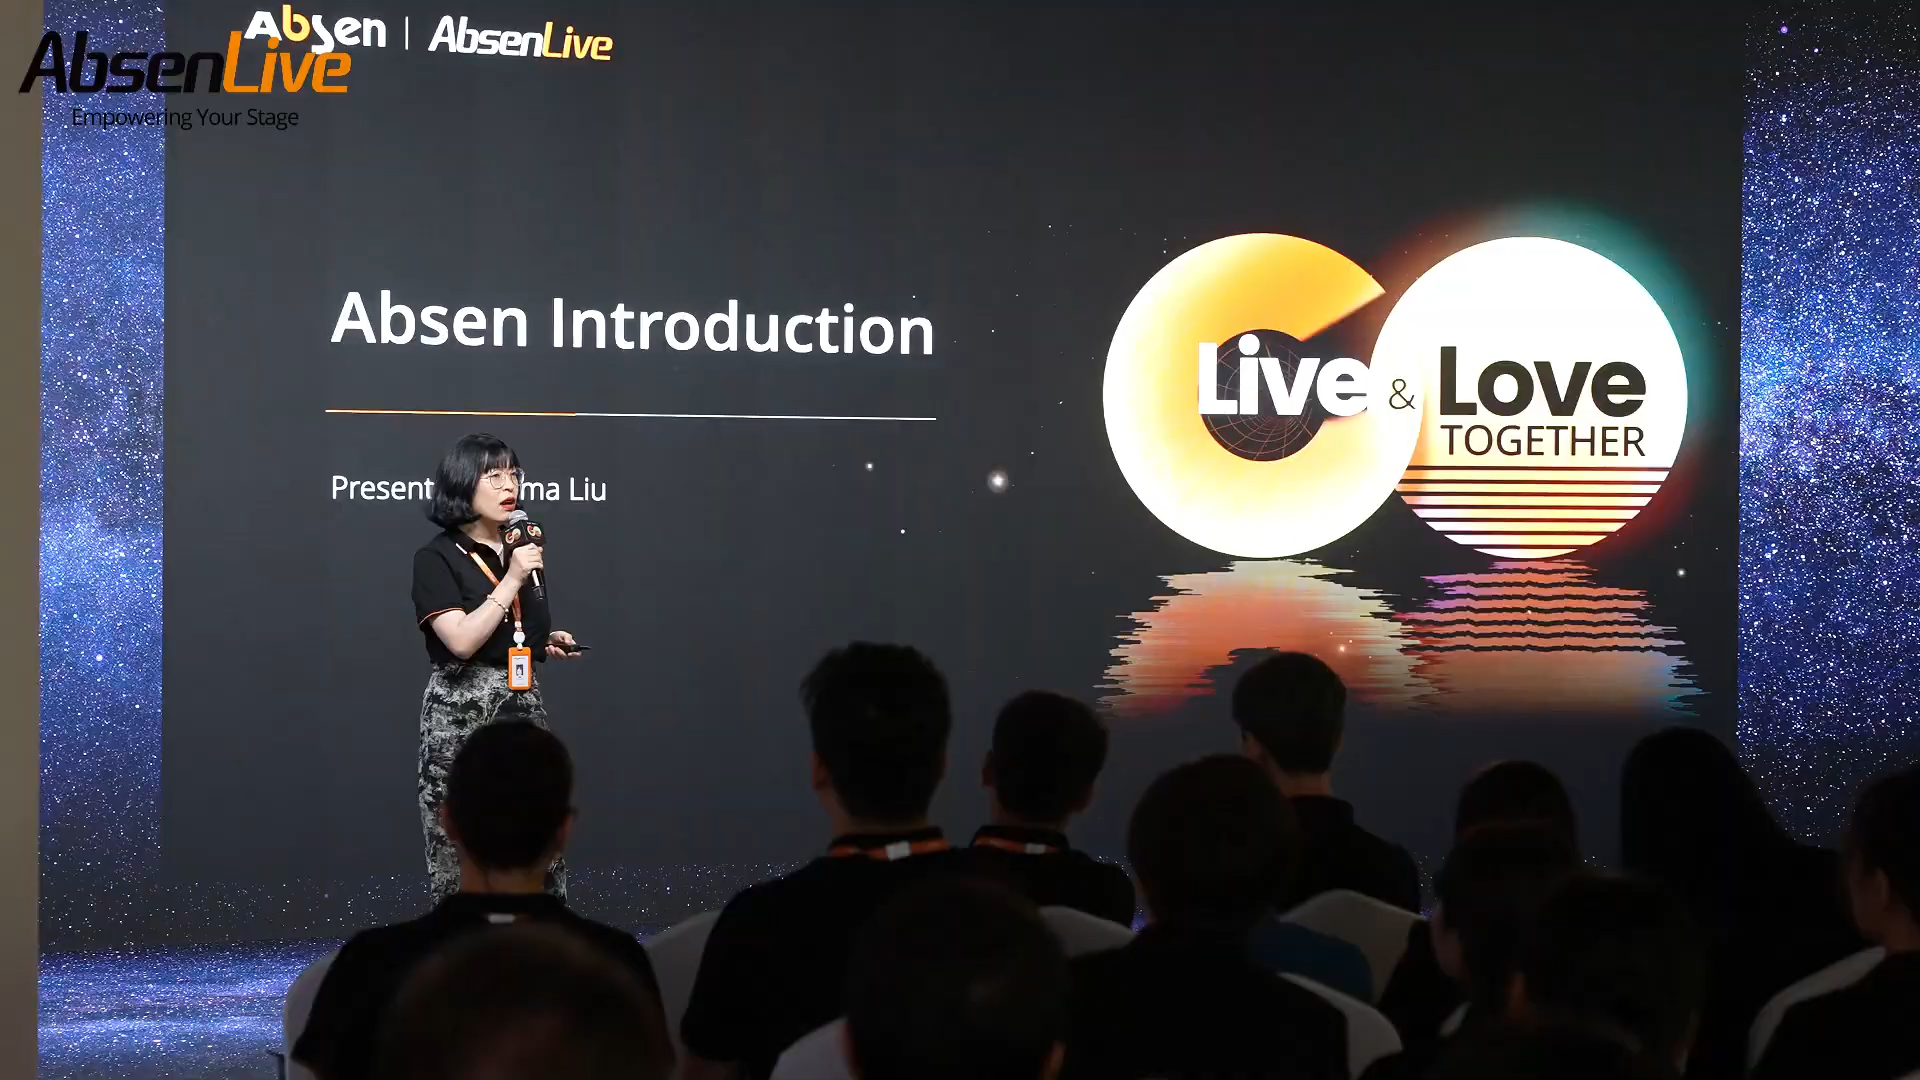 Absen | AbsenLive
AbsenLive
Empowering Your Stage
Absen Introduction
Present ma Liu
Live & Love
TOGETHER